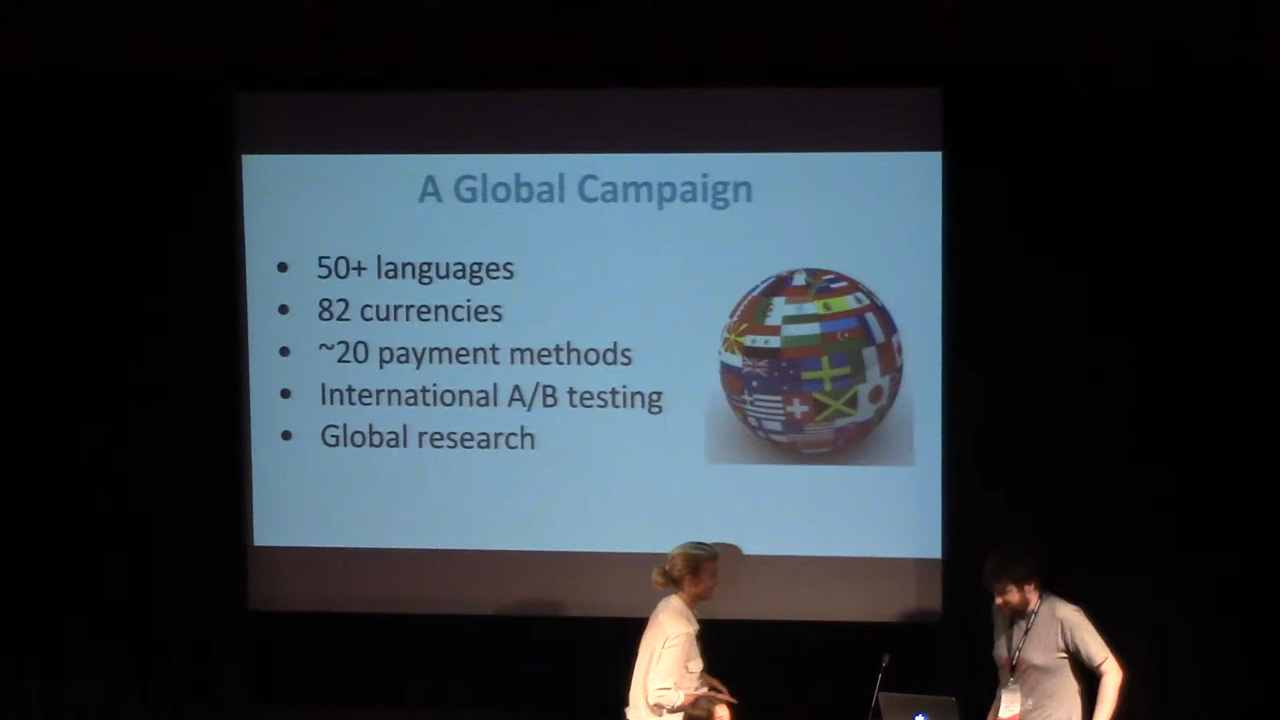 A Global Campaign
• 50+ languages
• 82 currencies
• ~20 payment methods
• International A/B testing
• Global research